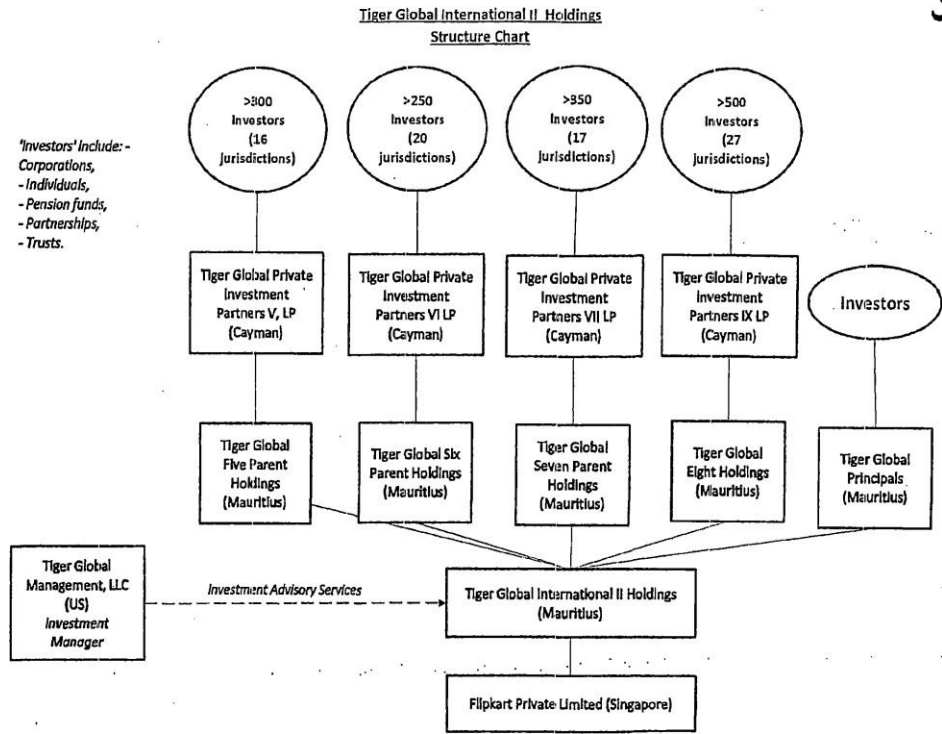 Tiger Global International II Holdings
Structure Chart
>300
Investors
(16
jurisdictions)
>250
Investors
(20
jurisdictions)
>350
Investors
(17
jurisdictions)
>500
Investors
(27
jurisdictions)
'Investors' Include: -
Corporations,
- Individuals,
- Pension funds,
- Partnerships,
- Trusts.
Tiger Global Private
Investment
Partners V, LP
(Cayman)
Tiger Global Private
Investment
Partners VI LP
(Cayman)
Tiger Global Private
Investment
Partners VII LP
(Cayman)
Tiger Global Private
Investment
Partners IX LP
(Cayman)
Investors
Tiger Global
Five Parent
Holdings
(Mauritius)
Tiger Global Six
Parent Holdings
(Mauritius)
Tiger Global
Seven Parent
Holdings
(Mauritius)
Tiger Global
Eight Holdings
(Mauritius)
Tiger Global
Principals
(Mauritius)
Tiger Global
Management, LLC
(US)
Investment
Manager
Investment Advisory Services
Tiger Global International II Holdings
(Mauritius)
Flipkart Private Limited (Singapore)